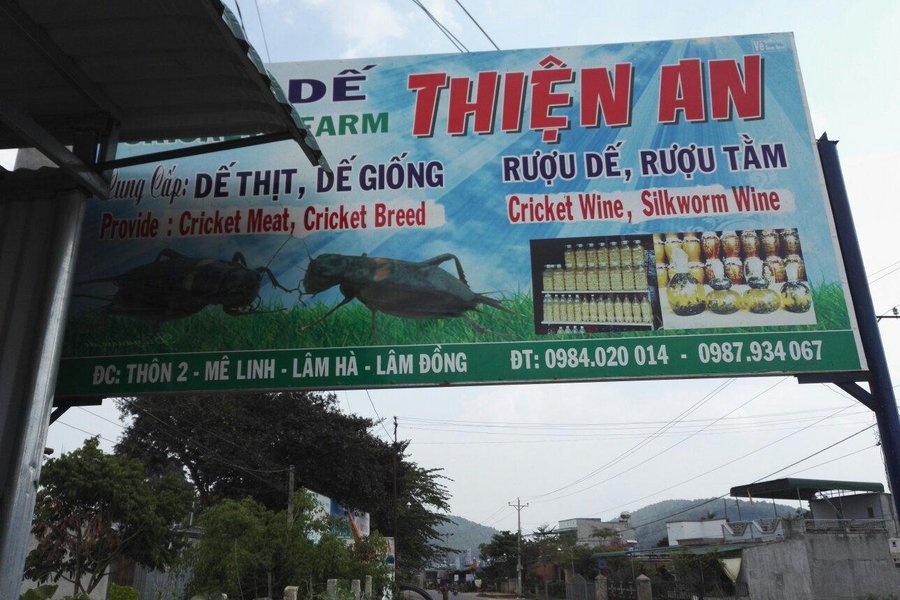 DẾ THIỆN AN
FARM
Cung Cấp: DẾ THỊT, DẾ GIỐNG
Provide : Cricket Meat, Cricket Breed
RƯỢU DẾ, RƯỢU TẰM
Cricket Wine, Silkworm Wine
ĐC: THÔN 2 - MÊ LINH - LÂM HÀ - LÂM ĐỒNG ĐT: 0984.020 014 - 0987.934 067